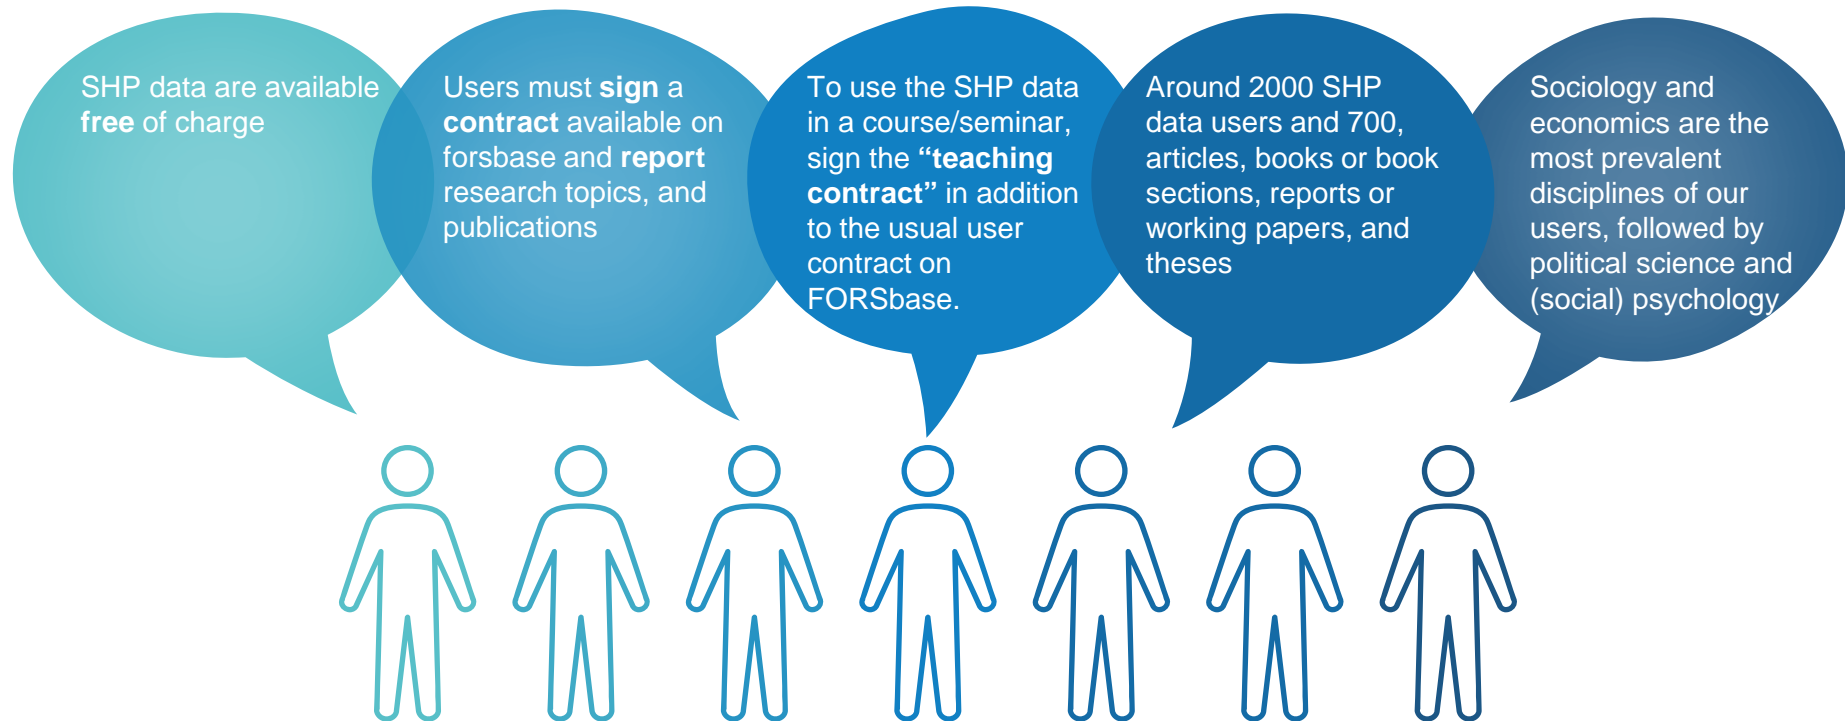 SHP data are available
free of charge
Users must sign a
contract available on
forsbase and report
research topics, and
publications
To use the SHP data
in a course/seminar,
sign the “teaching
contract” in addition
to the usual user
contract on
FORSbase.
Around 2000 SHP
data users and 700,
articles, books or book
sections, reports or
working papers, and
theses
Sociology and
economics are the
most prevalent
disciplines of our
users, followed by
political science and
(social) psychology